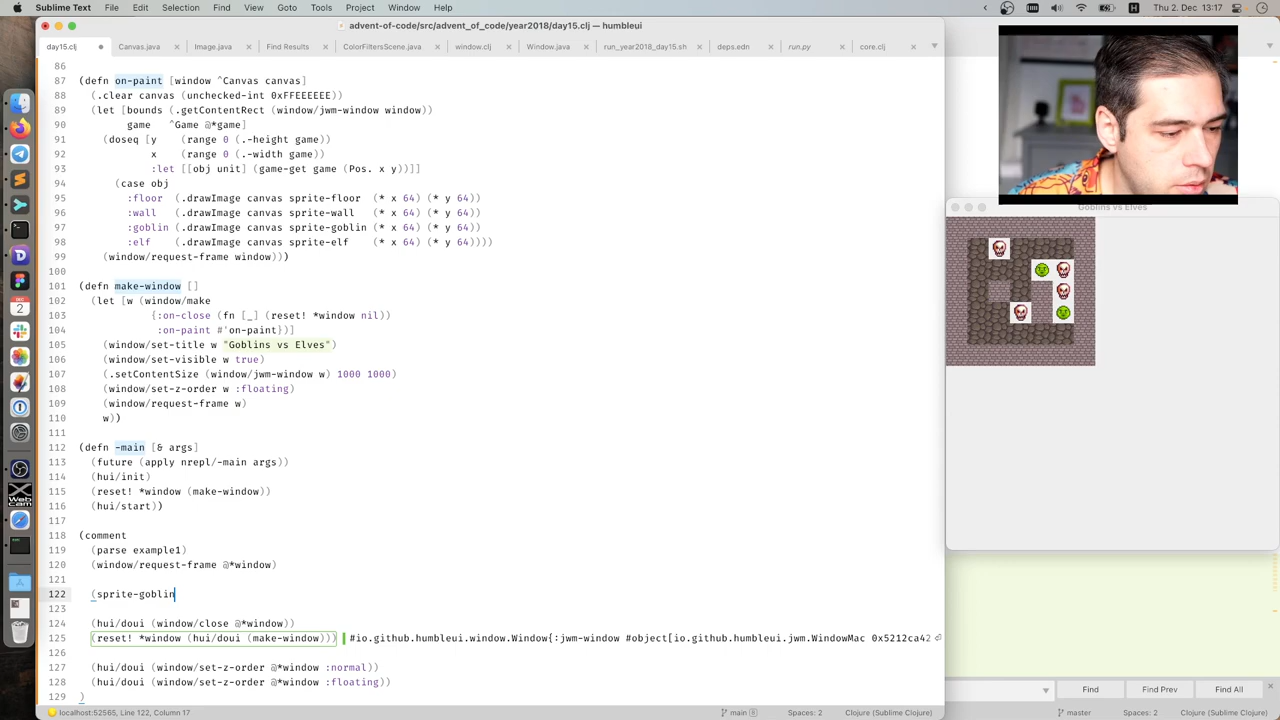 Sublime Text File Edit Selection Find View Goto Tools Project Window Help
Fri 2. Dec 13:12
advent-of-code/src/advent_of_code/year2018/day15.clj — humbleui
day15.clj Canvas.java Image.java Find Results ColorFiltersScene.java window.clj Window.java run_year2018_day15.sh deps.edn run.py core.clj
86
87 (defn on-paint [window ^Canvas canvas]
88 (.clear canvas (unchecked-int 0xFFEEEEEE))
89 (let [bounds (.getContentRect (window/jwm-window window))
90 game ^Game @*game]
91 (doseq [y (range 0 (.-height game))
92 x (range 0 (.-width game))
93 :let [[obj unit] (game-get game (Pos. x y))]]
94 (case obj
95 :floor (.drawImage canvas sprite-floor (* x 64) (* y 64))
96 :wall (.drawImage canvas sprite-wall (* x 64) (* y 64))
97 :goblin (.drawImage canvas sprite-goblin (* x 64) (* y 64))
98 :elf (.drawImage canvas sprite-elf (* x 64) (* y 64))))
99 (window/request-frame window)))
100
101 (defn make-window []
102 (let [w (window/make
103 {:on-close (fn [_] (reset! *window nil))
104 :on-paint #'on-paint})]
105 (window/set-title w "Goblins vs Elves")
106 (window/set-visible w true)
107 (.setContentSize (window/jwm-window w) 1000 1000)
108 (window/set-z-order w :floating)
109 (window/request-frame w)
110 w))
111
112 (defn -main [& args]
113 (future (apply nrepl/-main args))
114 (hui/init)
115 (reset! *window (make-window))
116 (hui/start))
117
118 (comment
119 (parse example1)
120 (window/request-frame @*window)
121
122 (sprite-goblin
123
124 (hui/doui (window/close @*window))
125 (reset! *window (hui/doui (make-window))) #io.github.humbleui.window.Window{:jwm-window #object[io.github.humbleui.jwm.WindowMac 0x5212ca42
126
127 (hui/doui (window/set-z-order @*window :normal))
128 (hui/doui (window/set-z-order @*window :floating))
129 )
localhost:52565, Line 122, Column 17 main 8 Spaces: 2 Clojure (Sublime Clojure)
Goblins vs Elves
Find Find Prev Find All
master Spaces: 2 Clojure (Sublime Clojure)
DEC
2
Web
cam